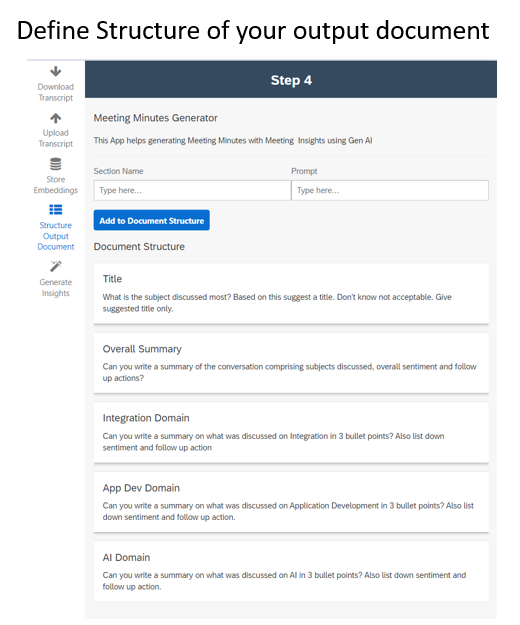 Define Structure of your output document
Download
Transcript
Upload
Transcript
Store
Embeddings
Structure
Output
Document
Generate
Insights
Step 4
Meeting Minutes Generator
This App helps generating Meeting Minutes with Meeting Insights using Gen AI
Section Name
Prompt
Type here...
Type here...
Add to Document Structure
Document Structure
Title
What is the subject discussed most? Based on this suggest a title. Don't know not acceptable. Give
suggested title only.
Overall Summary
Can you write a summary of the conversation comprising subjects discussed, overall sentiment and follow
up actions?
Integration Domain
Can you write a summary on what was discussed on Integration in 3 bullet points? Also list down
sentiment and follow up action
App Dev Domain
Can you write a summary on what was discussed on Application Development in 3 bullet points? Also list
down sentiment and follow up action.
AI Domain
Can you write a summary on what was discussed on AI in 3 bullet points? Also list down sentiment and
follow up action.